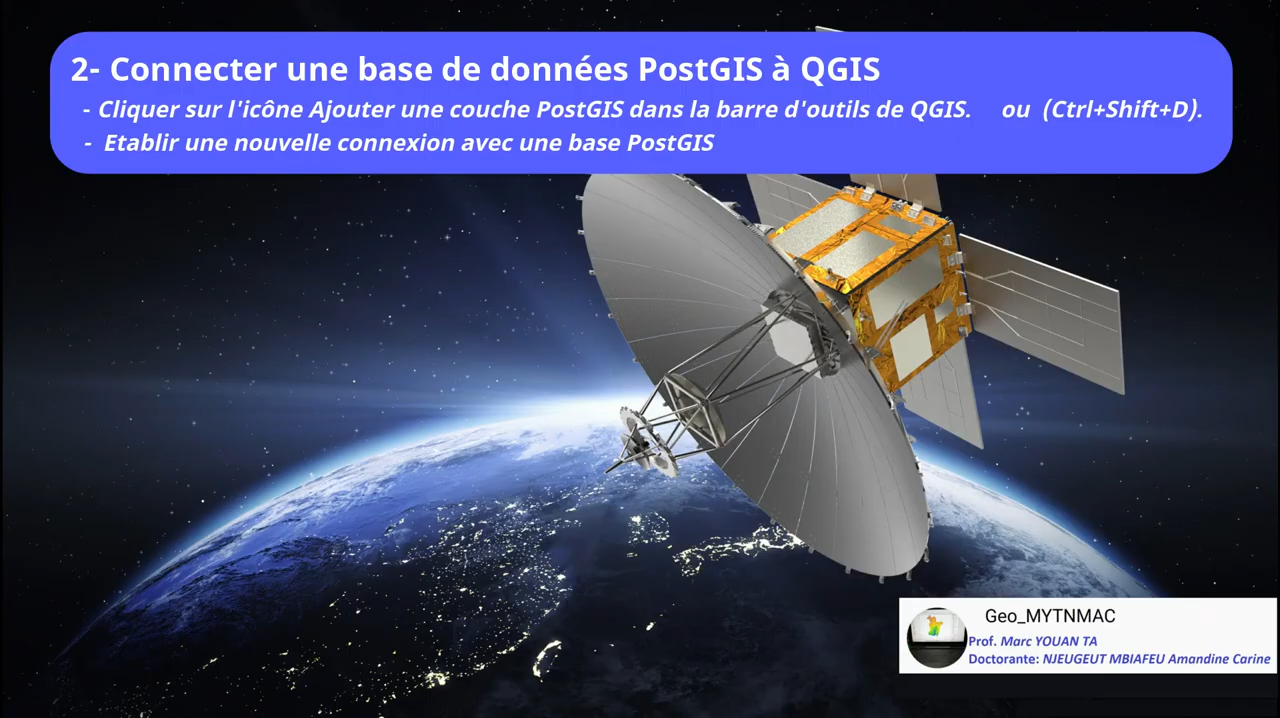 2- Connecter une base de données PostGIS à QGIS
- Cliquer sur l'icône Ajouter une couche PostGIS dans la barre d'outils de QGIS. ou (Ctrl+Shift+D).
- Etablir une nouvelle connexion avec une base PostGIS
Geo_MYTNMAC
Prof. Marc YOUAN TA
Doctorante: NJEUGEUT MBIAFEU Amandine Carine